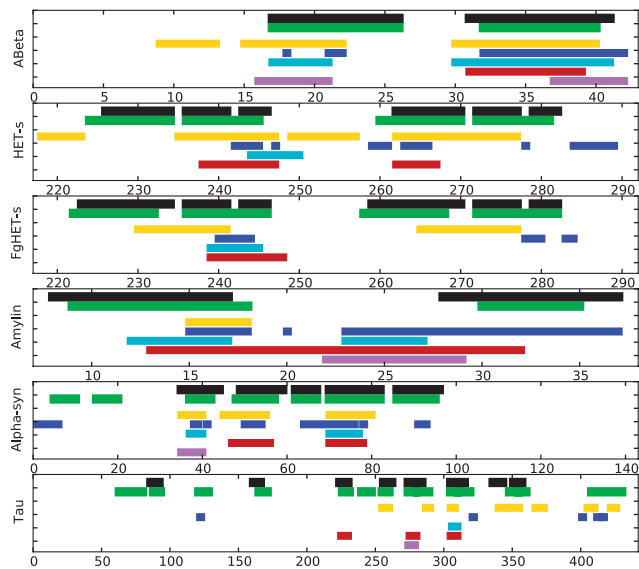 ABeta
0 5 10 15 20 25 30 35 40
HET-s
220 230 240 250 260 270 280 290
FgHET-s
220 230 240 250 260 270 280 290
Amylin
10 15 20 25 30 35
Alpha-syn
0 20 40 60 80 100 120 140
Tau
0 50 100 150 200 250 300 350 400